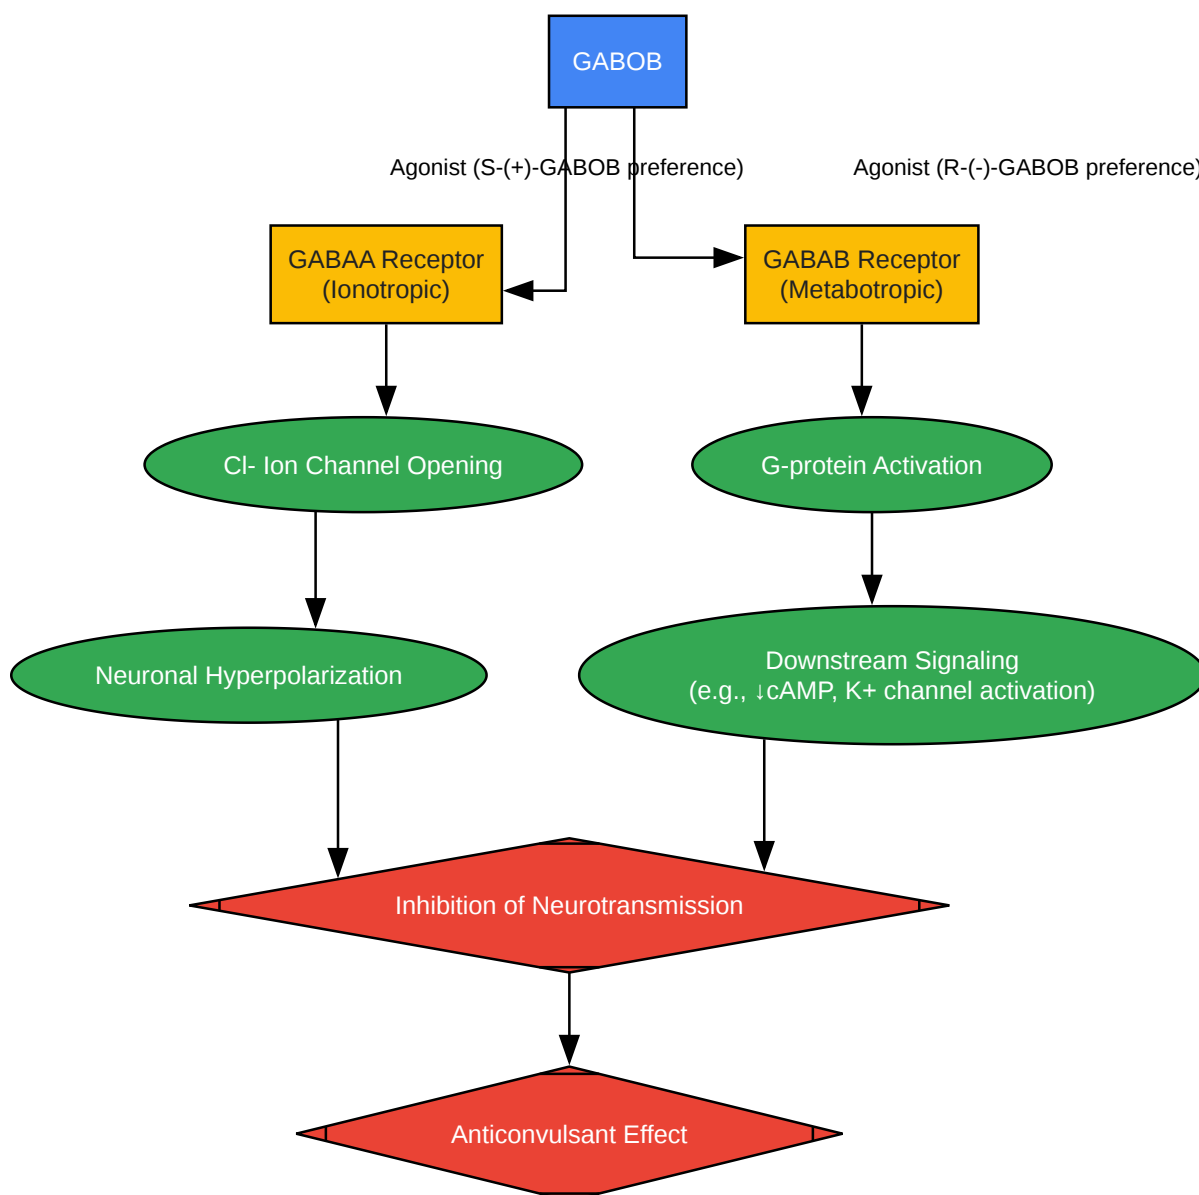 GABOB
Agonist (S-(+)-GABOB preference)
Agonist (R-(-)-GABOB preference)
GABAA Receptor
(Ionotropic)
GABAB Receptor
(Metabotropic)
Cl- Ion Channel Opening
G-protein Activation
Neuronal Hyperpolarization
Downstream Signaling
(e.g., ↓cAMP, K+ channel activation)
Inhibition of Neurotransmission
Anticonvulsant Effect